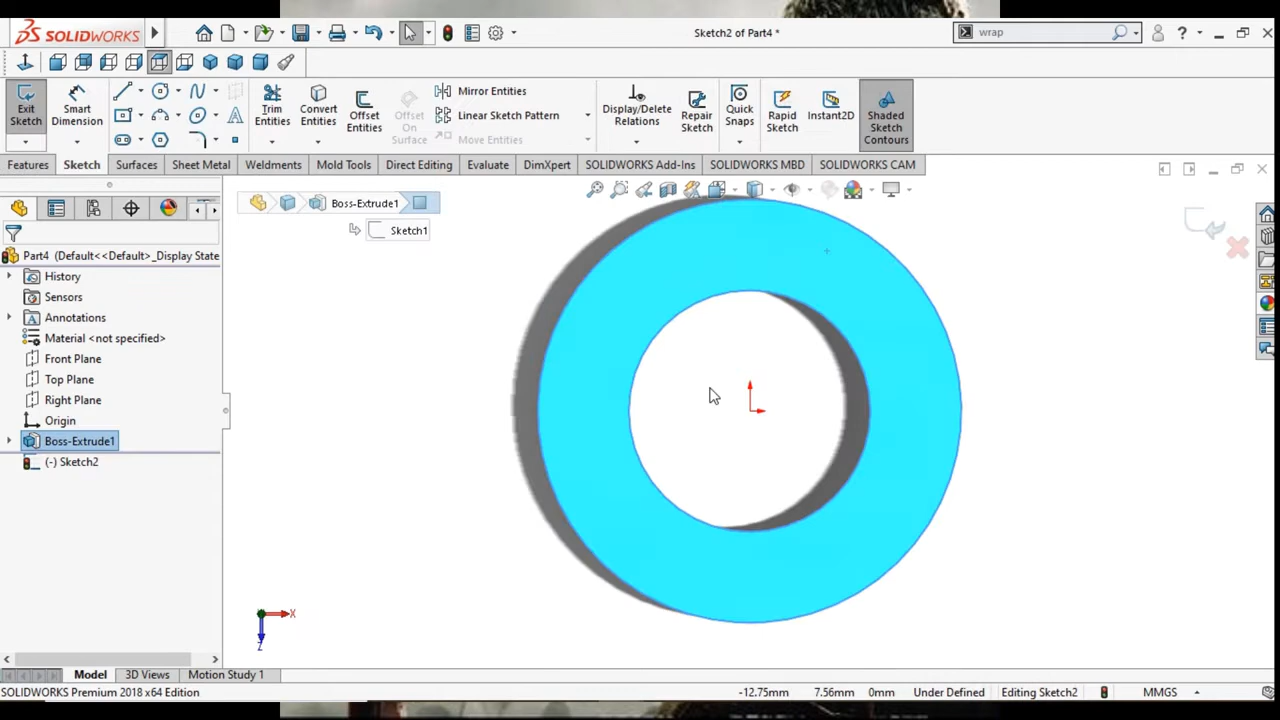 SOLIDWORKS
Sketch2 of Part4 *
wrap
Exit Sketch
Smart Dimension
Trim Entities
Convert Entities
Offset Entities
Offset On Surface
Mirror Entities
Linear Sketch Pattern
Move Entities
Display/Delete Relations
Repair Sketch
Quick Snaps
Rapid Sketch
Instant2D
Shaded Sketch Contours
Features
Sketch
Surfaces
Sheet Metal
Weldments
Mold Tools
Direct Editing
Evaluate
DimXpert
SOLIDWORKS Add-Ins
SOLIDWORKS MBD
SOLIDWORKS CAM
Boss-Extrude1
Sketch1
Part4 (Default<<Default>_Display State
History
Sensors
Annotations
Material <not specified>
Front Plane
Top Plane
Right Plane
Origin
Boss-Extrude1
(-) Sketch2
X
Z
Model
3D Views
Motion Study 1
SOLIDWORKS Premium 2018 x64 Edition
-12.75mm
7.56mm
0mm
Under Defined
Editing Sketch2
MMGS